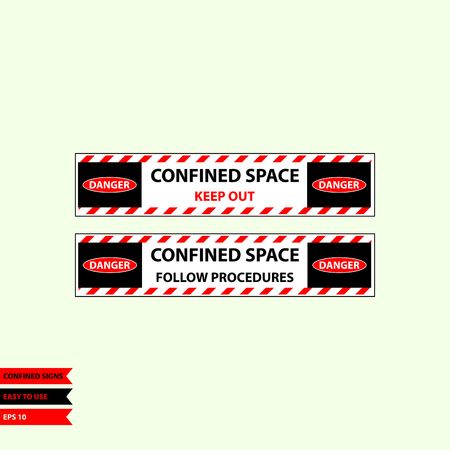 DANGER
CONFINED SPACE
KEEP OUT
DANGER
DANGER
CONFINED SPACE
FOLLOW PROCEDURES
DANGER
CONFINED SIGNS
EASY TO USE
EPS 10